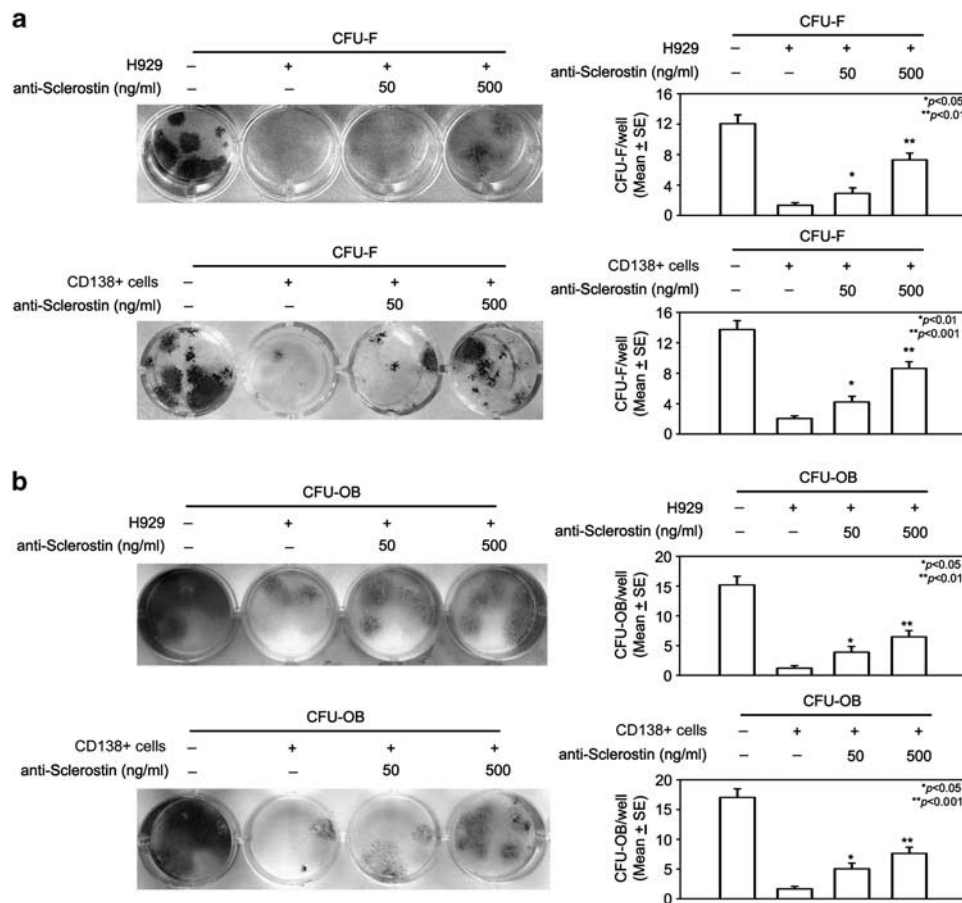 a
CFU-F
H929 – + + +
anti-Sclerostin (ng/ml) – – 50 500
CFU-F
H929 – + + +
anti-Sclerostin (ng/ml) – – 50 500
CFU-F/well
(Mean ± SE)
16
12
8
4
0
*p<0.05
**p<0.01
* **
CFU-F
CD138+ cells – + + +
anti-Sclerostin (ng/ml) – – 50 500
CFU-F
CD138+ cells – + + +
anti-Sclerostin (ng/ml) – – 50 500
CFU-F/well
(Mean ± SE)
16
12
8
4
0
*p<0.01
**p<0.001
* **
b
CFU-OB
H929 – + + +
anti-Sclerostin (ng/ml) – – 50 500
CFU-OB
H929 – + + +
anti-Sclerostin (ng/ml) – – 50 500
CFU-OB/well
(Mean ± SE)
20
15
10
5
0
*p<0.05
**p<0.01
* **
CFU-OB
CD138+ cells – + + +
anti-Sclerostin (ng/ml) – – 50 500
CFU-OB
CD138+ cells – + + +
anti-Sclerostin (ng/ml) – – 50 500
CFU-OB/well
(Mean ± SE)
20
15
10
5
0
*p<0.05
**p<0.001
* **